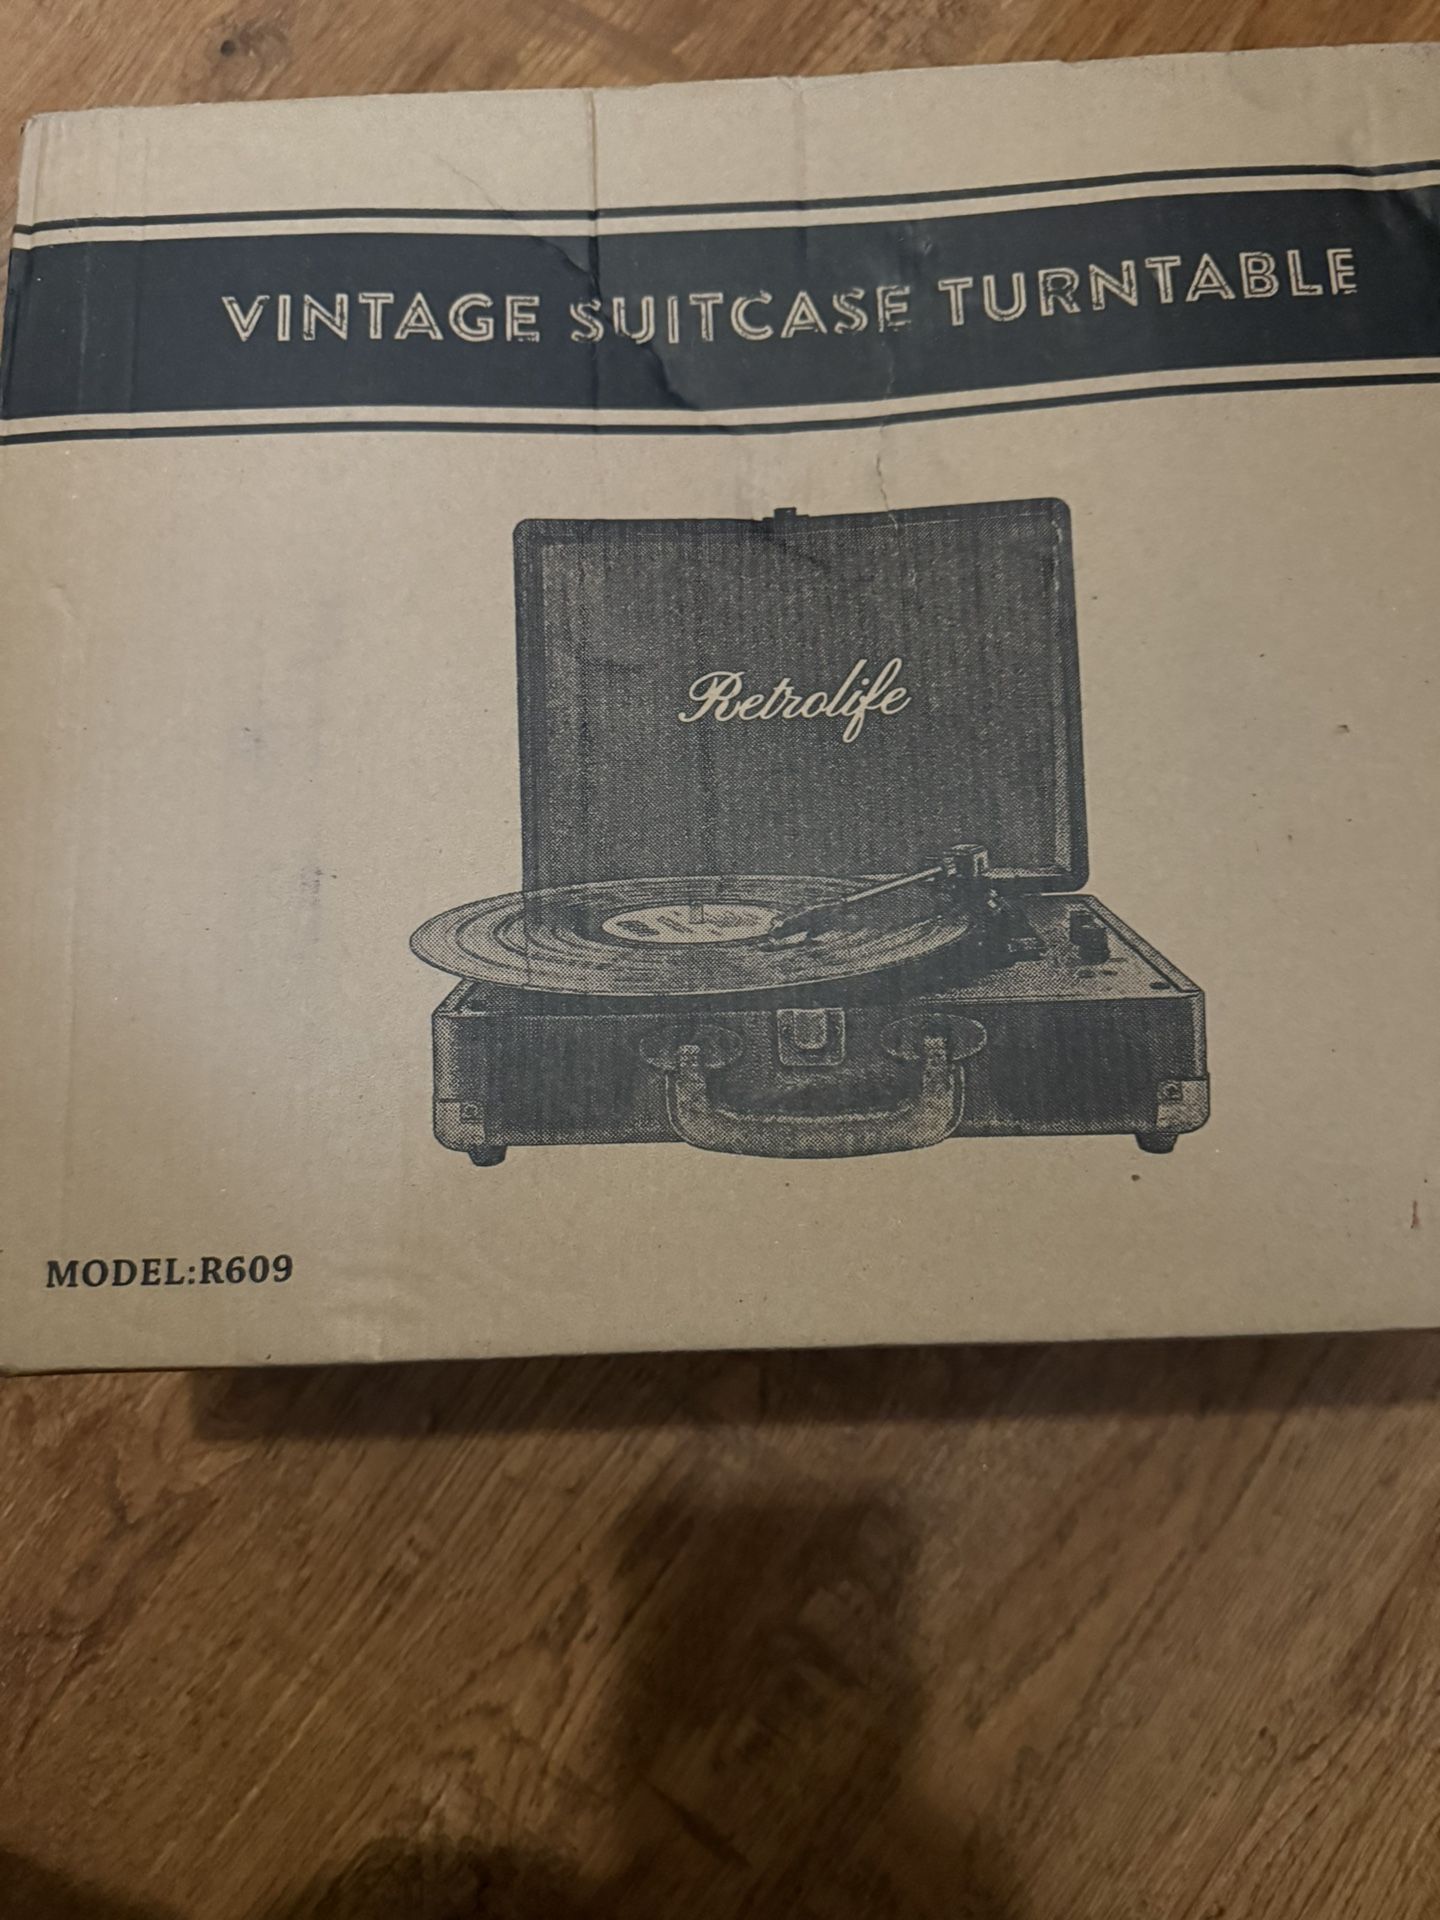 VINTAGE SUITCASE TURNTABLE
Retrolife
MODEL:R609